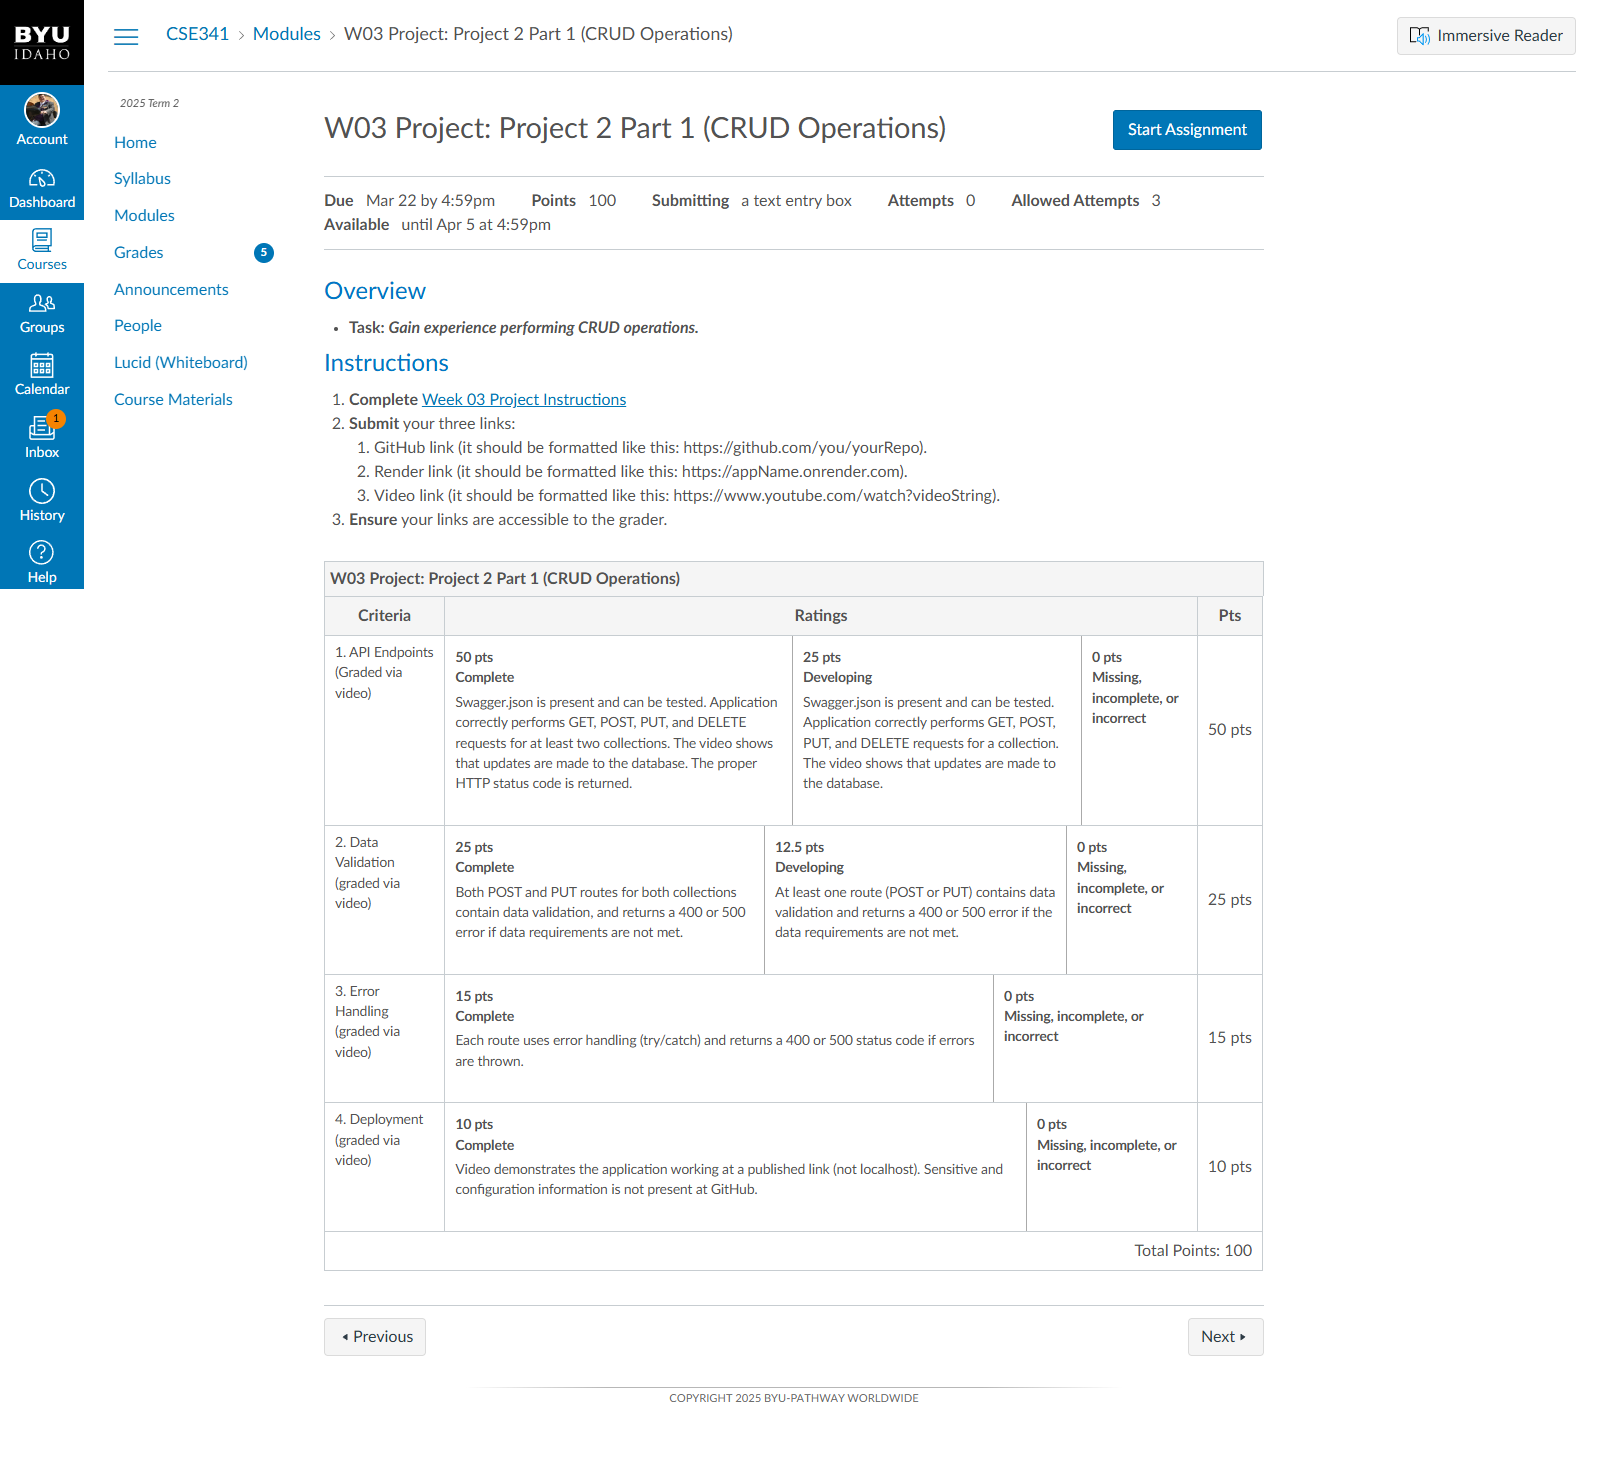 BYU
IDAHO
Account
Dashboard
Courses
Groups
Calendar
1
Inbox
History
Help
CSE341 > Modules > W03 Project: Project 2 Part 1 (CRUD Operations)
Immersive Reader
2025 Term 2
Home
Syllabus
Modules
Grades 5
Announcements
People
Lucid (Whiteboard)
Course Materials
W03 Project: Project 2 Part 1 (CRUD Operations)
Start Assignment
Due Mar 22 by 4:59pm Points 100 Submitting a text entry box Attempts 0 Allowed Attempts 3
Available until Apr 5 at 4:59pm
Overview
• Task: Gain experience performing CRUD operations.
Instructions
1. Complete Week 03 Project Instructions
2. Submit your three links:
1. GitHub link (it should be formatted like this: https://github.com/you/yourRepo).
2. Render link (it should be formatted like this: https://appName.onrender.com).
3. Video link (it should be formatted like this: https://www.youtube.com/watch?videoString).
3. Ensure your links are accessible to the grader.
W03 Project: Project 2 Part 1 (CRUD Operations)
Criteria Ratings Pts
1. API Endpoints
(Graded via
video)
50 pts
Complete
Swagger.json is present and can be tested. Application
correctly performs GET, POST, PUT, and DELETE
requests for at least two collections. The video shows
that updates are made to the database. The proper
HTTP status code is returned.
25 pts
Developing
Swagger.json is present and can be tested.
Application correctly performs GET, POST,
PUT, and DELETE requests for a collection.
The video shows that updates are made to
the database.
0 pts
Missing,
incomplete, or
incorrect
50 pts
2. Data
Validation
(graded via
video)
25 pts
Complete
Both POST and PUT routes for both collections
contain data validation, and returns a 400 or 500
error if data requirements are not met.
12.5 pts
Developing
At least one route (POST or PUT) contains data
validation and returns a 400 or 500 error if the
data requirements are not met.
0 pts
Missing,
incomplete, or
incorrect
25 pts
3. Error
Handling
(graded via
video)
15 pts
Complete
Each route uses error handling (try/catch) and returns a 400 or 500 status code if errors
are thrown.
0 pts
Missing, incomplete, or
incorrect
15 pts
4. Deployment
(graded via
video)
10 pts
Complete
Video demonstrates the application working at a published link (not localhost). Sensitive and
configuration information is not present at GitHub.
0 pts
Missing, incomplete, or
incorrect
10 pts
Total Points: 100
Previous
Next
COPYRIGHT 2025 BYU-PATHWAY WORLDWIDE